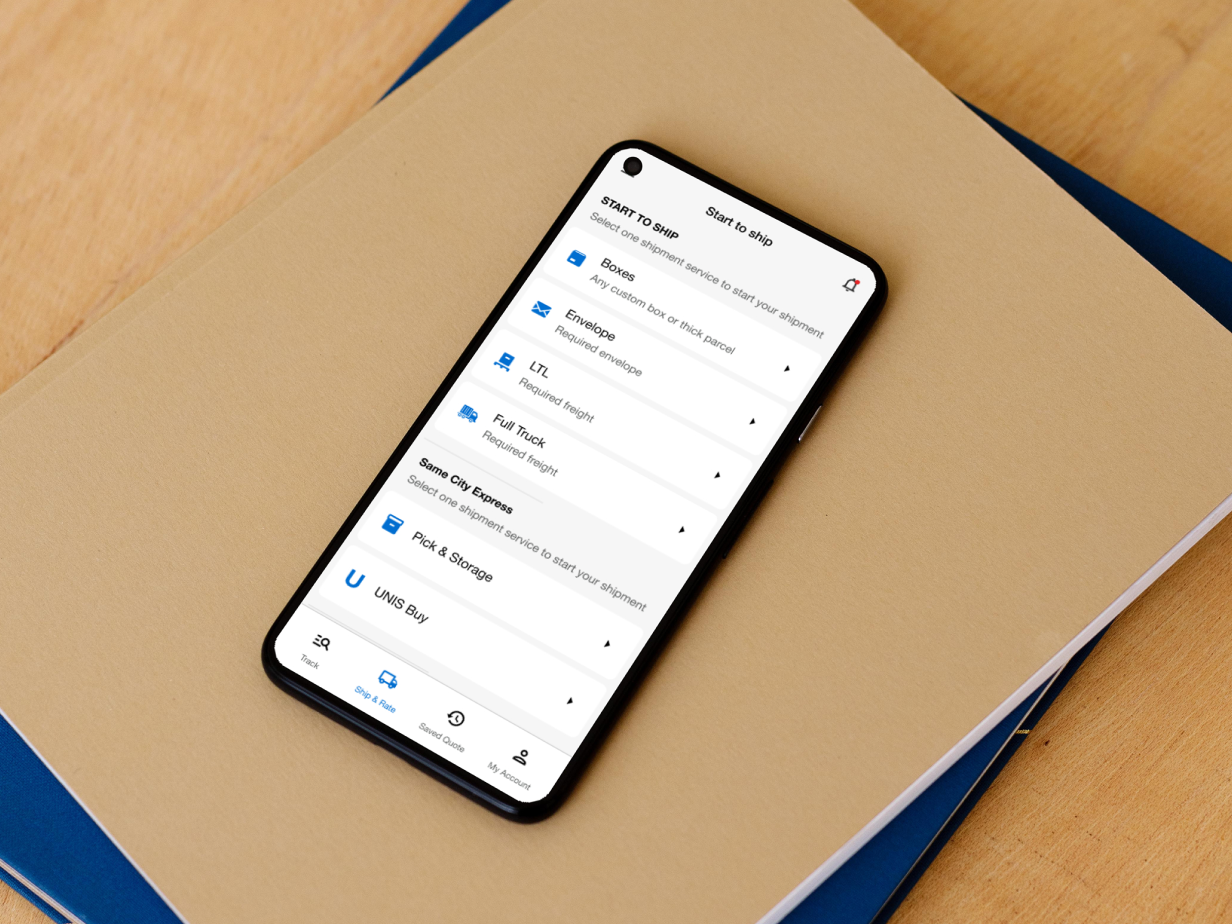 Start to ship
START TO SHIP
Select one shipment service to start your shipment
Boxes
Any custom box or thick parcel
Envelope
Required envelope
LTL
Required freight
Full Truck
Required freight
Same City Express
Select one shipment service to start your shipment
Pick & Storage
UNIS Buy
Track
Ship & Rate
Saved Quote
My Account